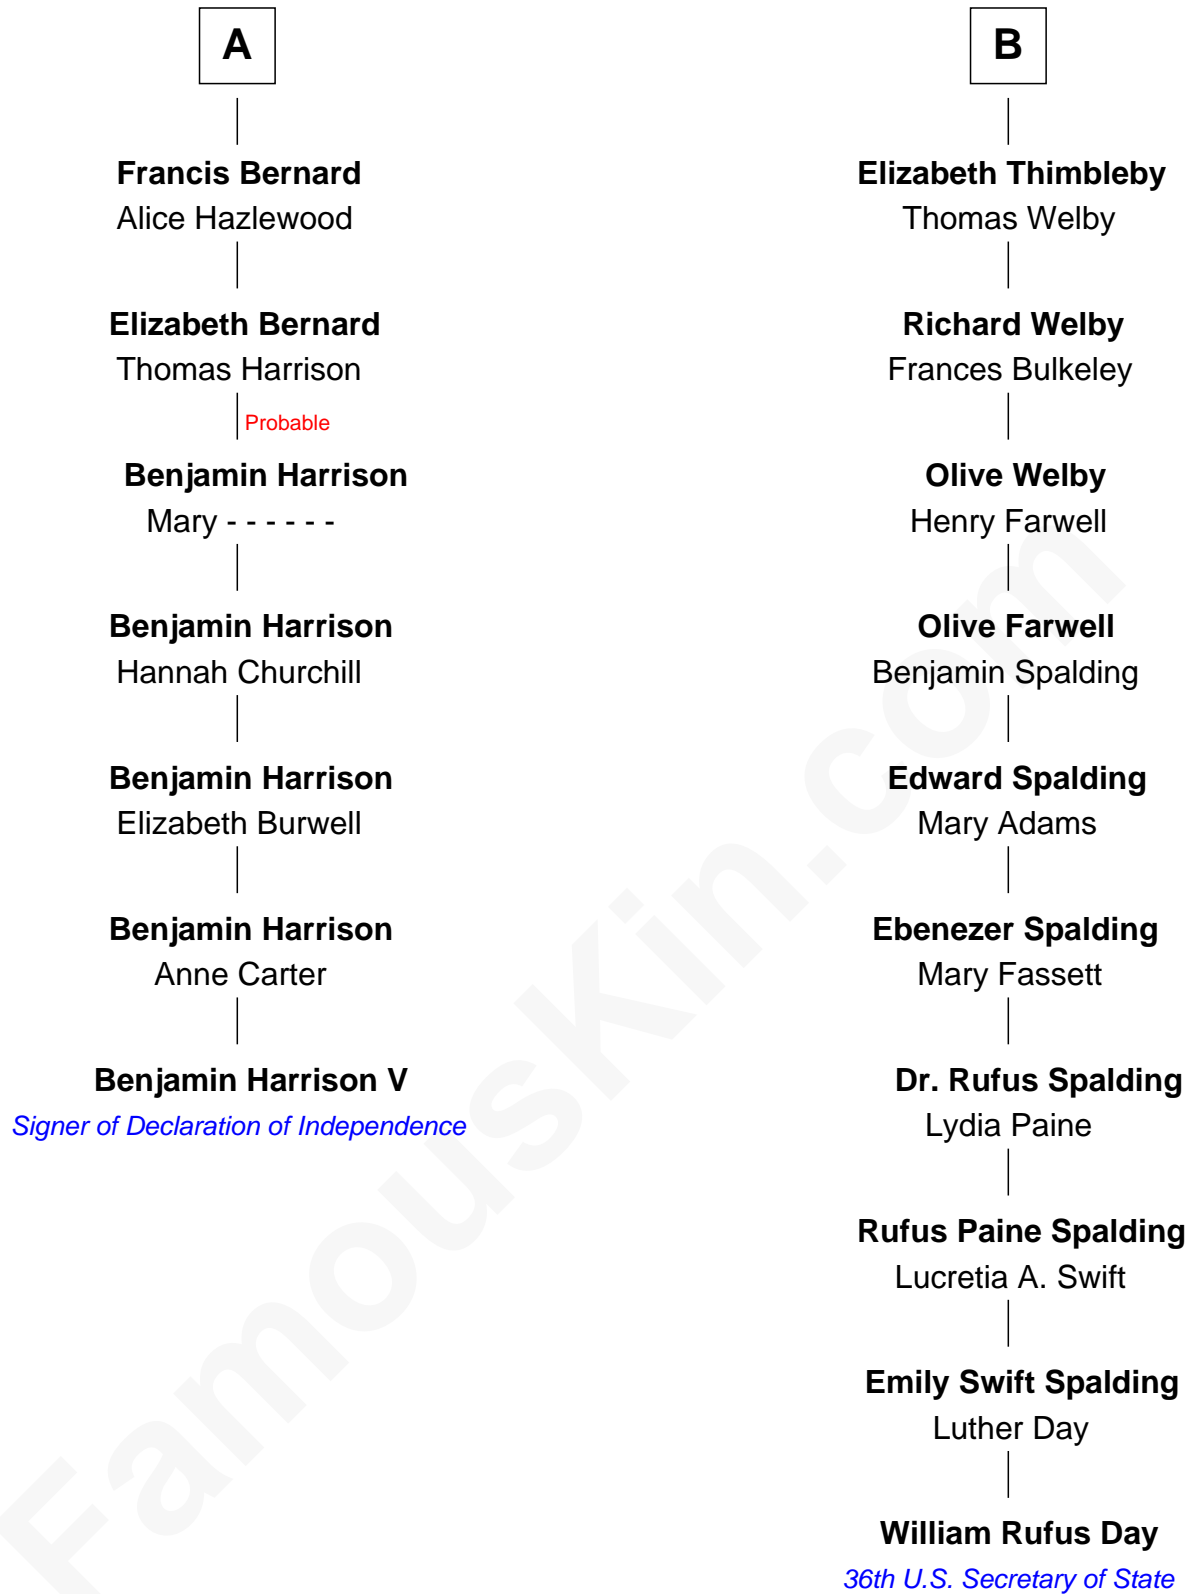 A
Francis Bernard
Alice Hazlewood
Elizabeth Bernard
Thomas Harrison
Probable
Benjamin Harrison
Mary - - - - - -
Benjamin Harrison
Hannah Churchill
Benjamin Harrison
Elizabeth Burwell
Benjamin Harrison
Anne Carter
Benjamin Harrison V
Signer of Declaration of Independence
B
Elizabeth Thimbleby
Thomas Welby
Richard Welby
Frances Bulkeley
Olive Welby
Henry Farwell
Olive Farwell
Benjamin Spalding
Edward Spalding
Mary Adams
Ebenezer Spalding
Mary Fassett
Dr. Rufus Spalding
Lydia Paine
Rufus Paine Spalding
Lucretia A. Swift
Emily Swift Spalding
Luther Day
William Rufus Day
36th U.S. Secretary of State
FamousKin.com